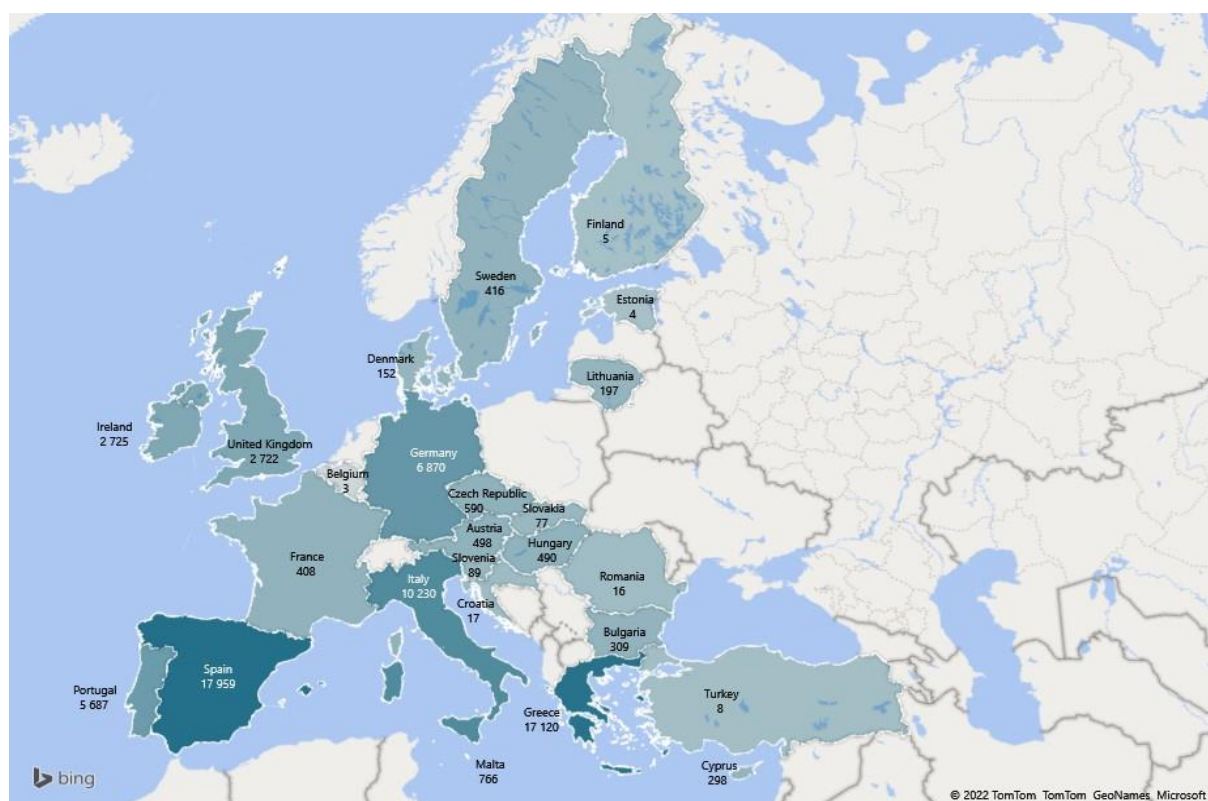 Finland
5
Sweden
416
Estonia
4
Denmark
152
Lithuania
197
Ireland
2 725
United Kingdom
2 722
Germany
6 870
Belgium
3
Czech Republic
590
Slovakia
77
Austria
498
Hungary
490
France
408
Slovenia
89
Italy
10 230
Romania
16
Croatia
17
Bulgaria
309
Spain
17 959
Portugal
5 687
Turkey
8
Greece
17 120
Malta
766
Cyprus
298
bing
© 2022 TomTom TomTom GeoNames Microsoft